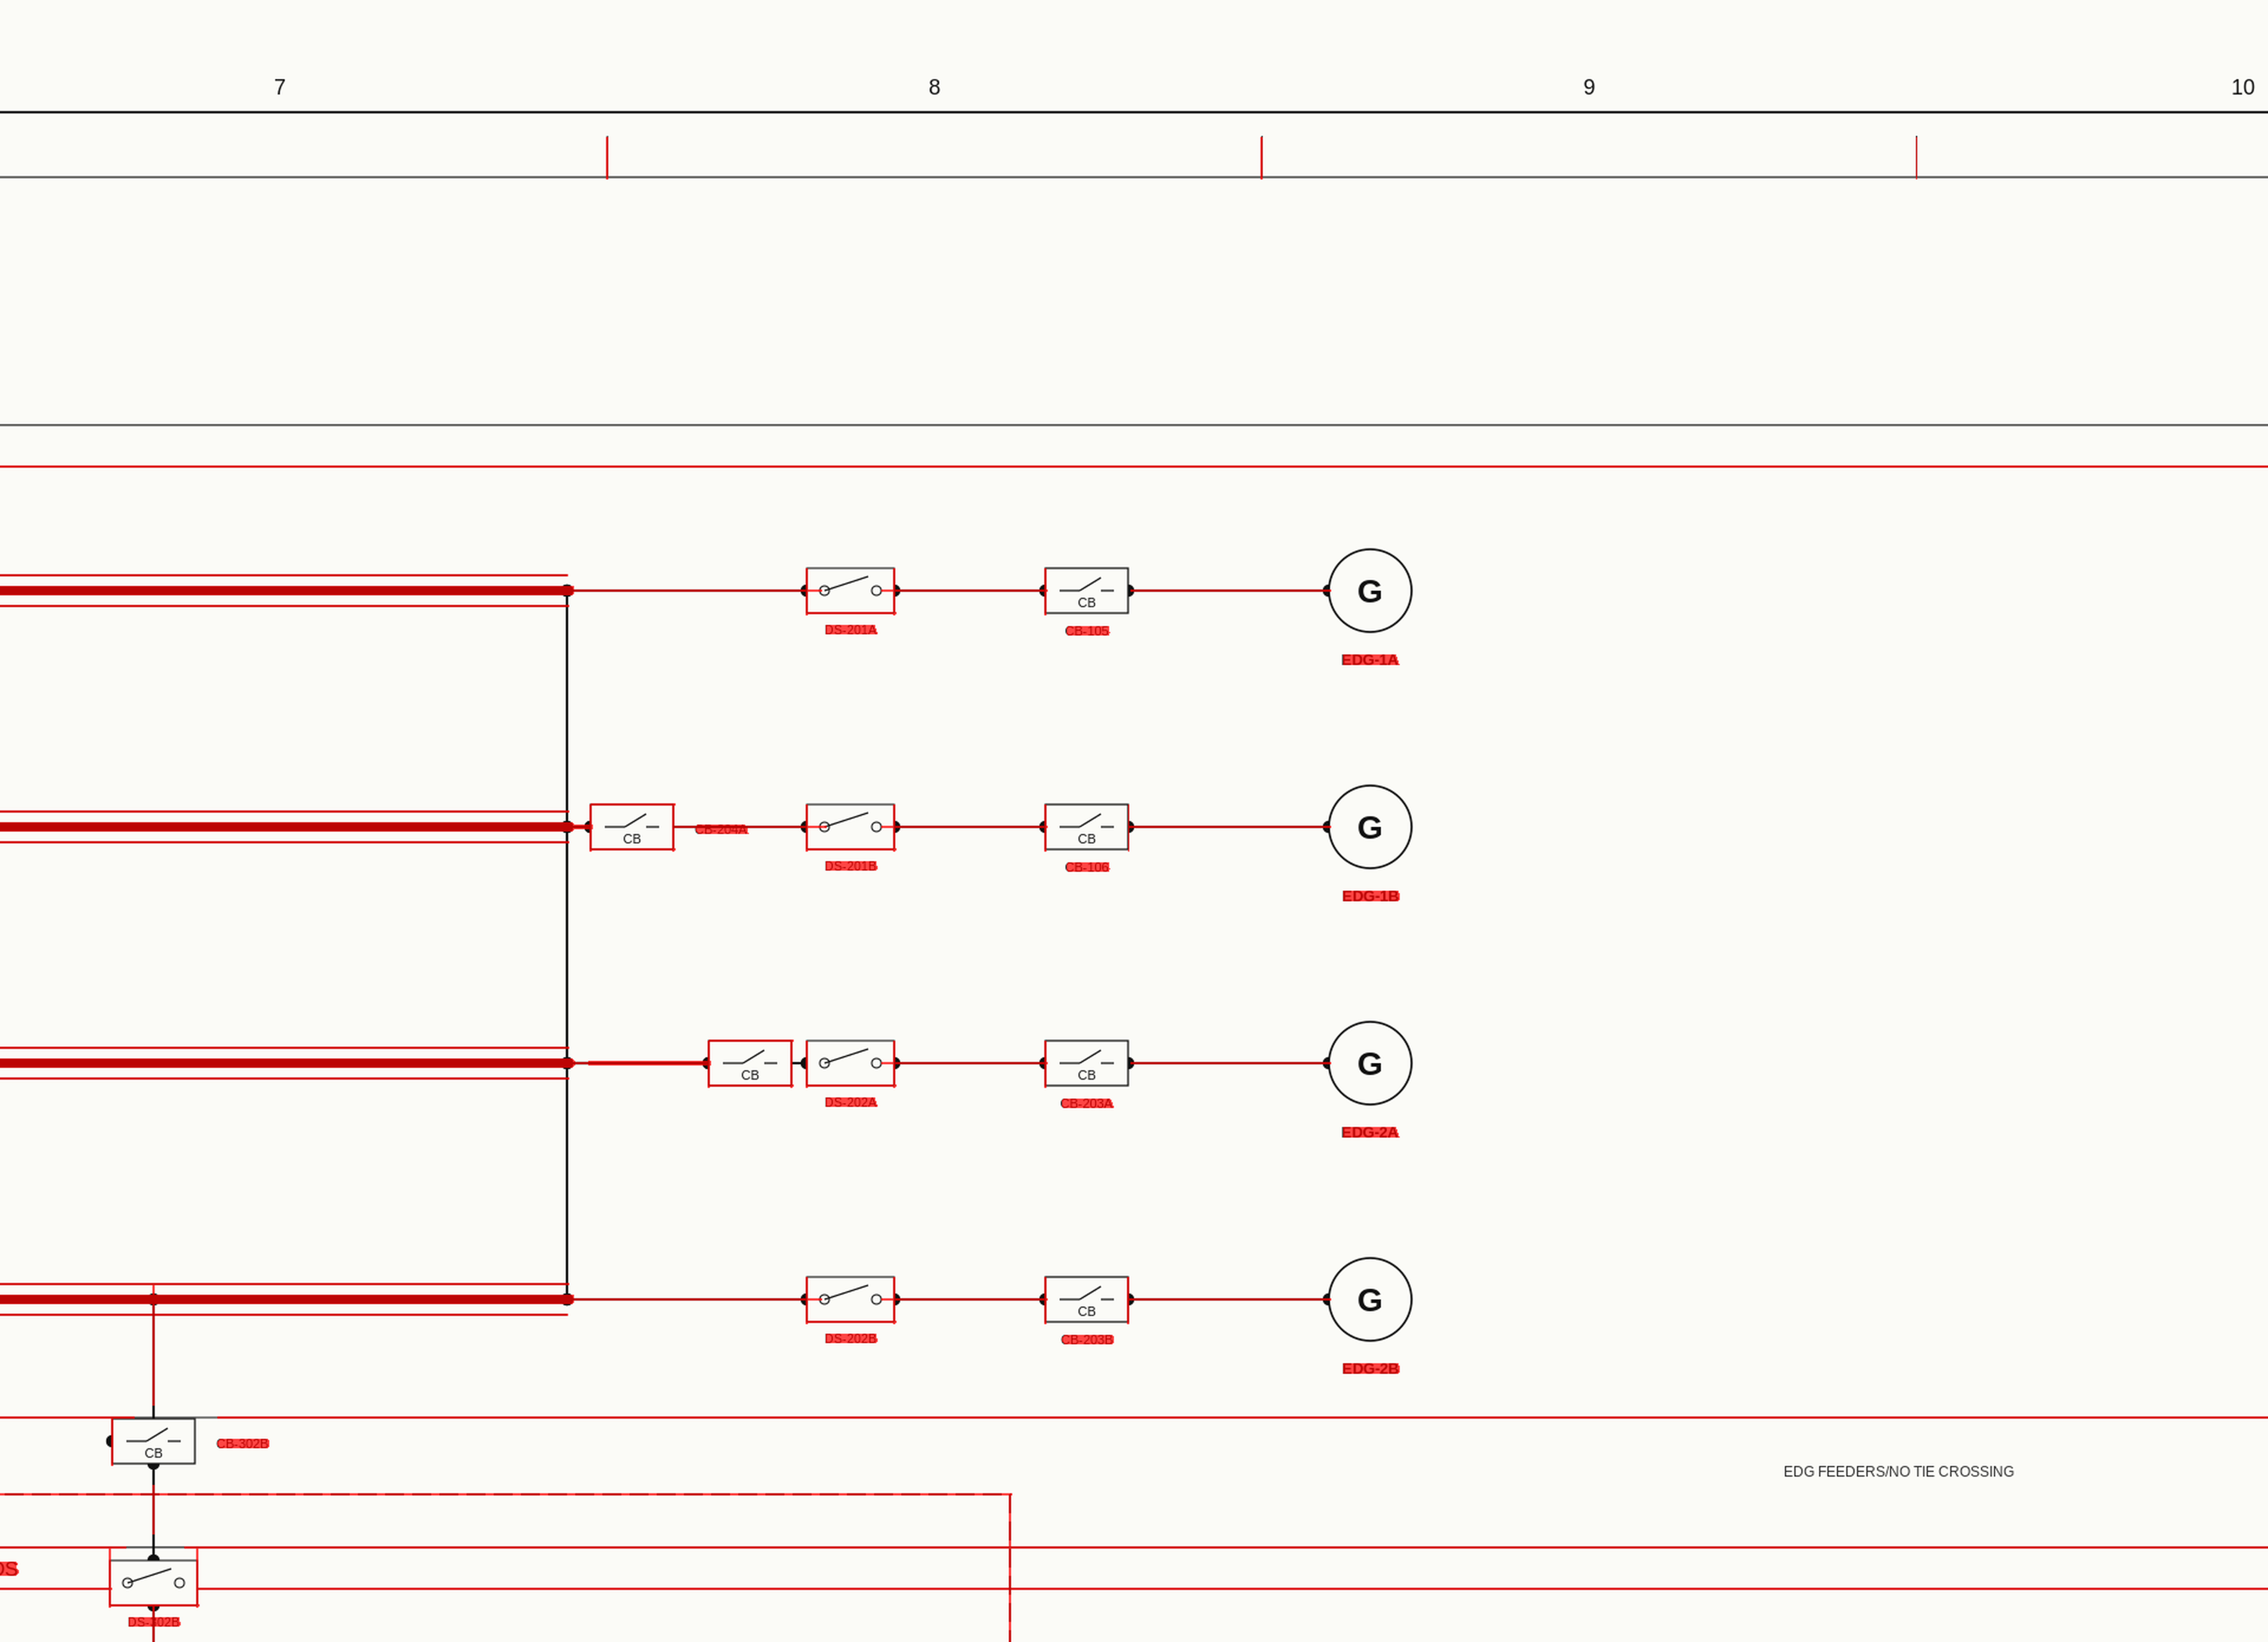 7 8 9 10
G G G G
CB
DS-201A CB-105
EDG-1A
CB CB
CB-204A
DS-201B CB-106
EDG-1B
CB CB
DS-202A CB-203A
EDG-2A
CB
DS-202B CB-203B
EDG-2B
CB CB-302B
EDG FEEDERS/NO TIE CROSSING